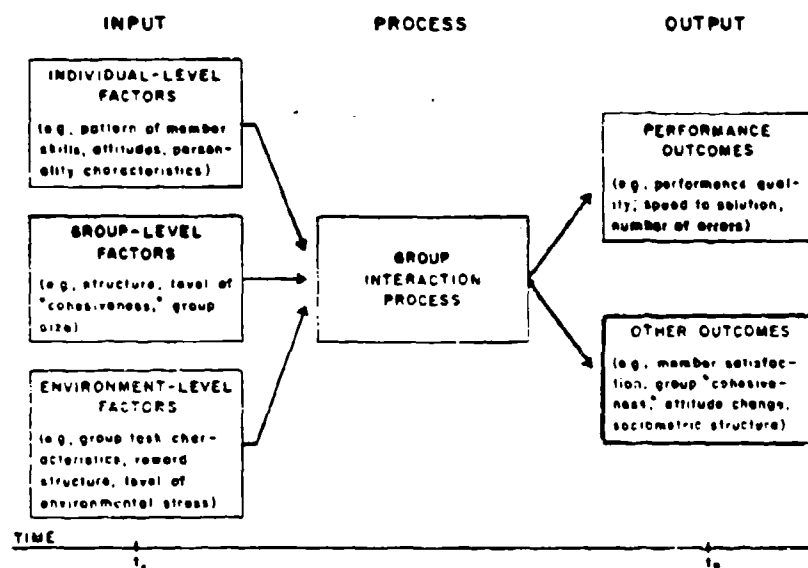 INPUT
PROCESS
OUTPUT
INDIVIDUAL-LEVEL
FACTORS
(e.g., pattern of member
skills, attitudes, person-
ality characteristics)
GROUP-LEVEL
FACTORS
(e.g., structure, level of
"cohesiveness," group
size)
ENVIRONMENT-LEVEL
FACTORS
(e.g., group task char-
acteristics, reward
structure, level of
environmental stress)
GROUP
INTERACTION
PROCESS
PERFORMANCE
OUTCOMES
(e.g., performance qual-
ity, speed to solution,
number of errors)
OTHER OUTCOMES
(e.g., member satisfac-
tion, group "cohesive-
ness," attitude change,
sociometric structure)
TIME